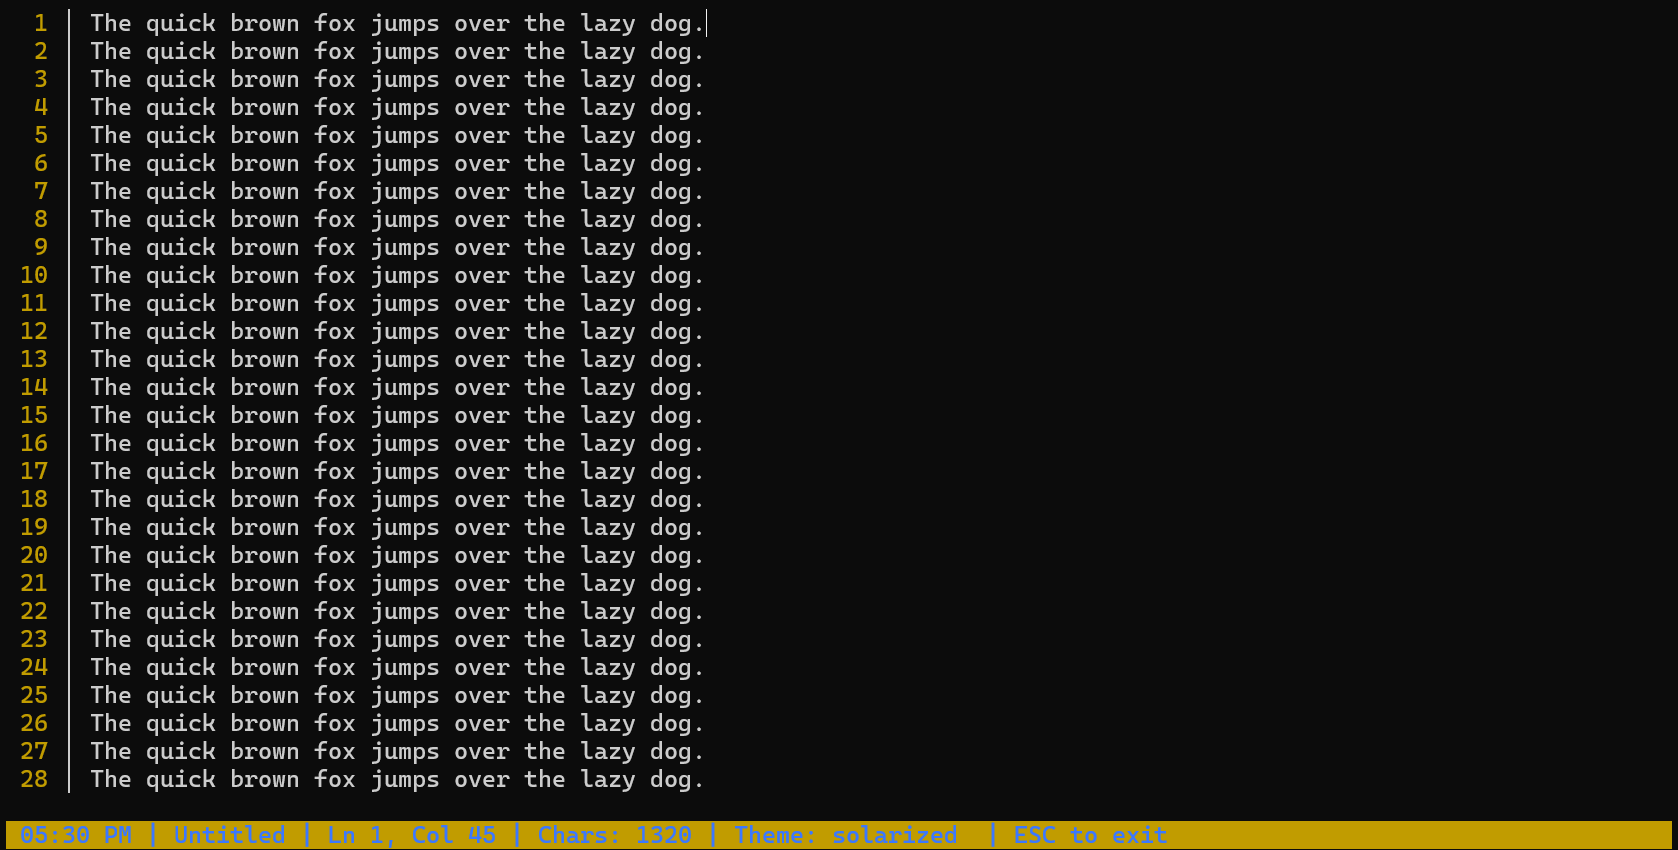 1 | The quick brown fox jumps over the lazy dog.
2 | The quick brown fox jumps over the lazy dog.
3 | The quick brown fox jumps over the lazy dog.
4 | The quick brown fox jumps over the lazy dog.
5 | The quick brown fox jumps over the lazy dog.
6 | The quick brown fox jumps over the lazy dog.
7 | The quick brown fox jumps over the lazy dog.
8 | The quick brown fox jumps over the lazy dog.
9 | The quick brown fox jumps over the lazy dog.
10 | The quick brown fox jumps over the lazy dog.
11 | The quick brown fox jumps over the lazy dog.
12 | The quick brown fox jumps over the lazy dog.
13 | The quick brown fox jumps over the lazy dog.
14 | The quick brown fox jumps over the lazy dog.
15 | The quick brown fox jumps over the lazy dog.
16 | The quick brown fox jumps over the lazy dog.
17 | The quick brown fox jumps over the lazy dog.
18 | The quick brown fox jumps over the lazy dog.
19 | The quick brown fox jumps over the lazy dog.
20 | The quick brown fox jumps over the lazy dog.
21 | The quick brown fox jumps over the lazy dog.
22 | The quick brown fox jumps over the lazy dog.
23 | The quick brown fox jumps over the lazy dog.
24 | The quick brown fox jumps over the lazy dog.
25 | The quick brown fox jumps over the lazy dog.
26 | The quick brown fox jumps over the lazy dog.
27 | The quick brown fox jumps over the lazy dog.
28 | The quick brown fox jumps over the lazy dog.
05:30 PM | Untitled | Ln 1, Col 45 | Chars: 1320 | Theme: solarized | ESC to exit